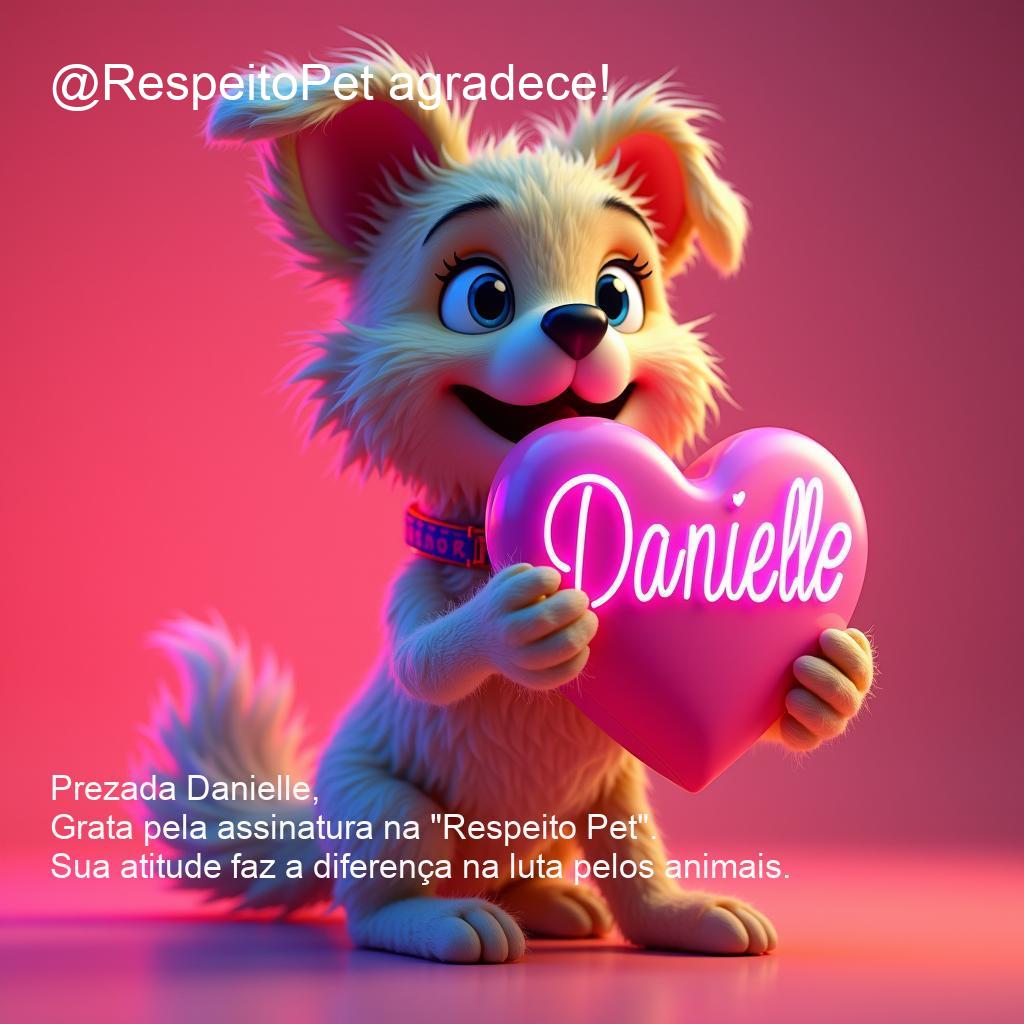 @RespeitoPet agradece!
Danielle
Prezada Danielle,
Grata pela assinatura na "Respeito Pet".
Sua atitude faz a diferença na luta pelos animais.